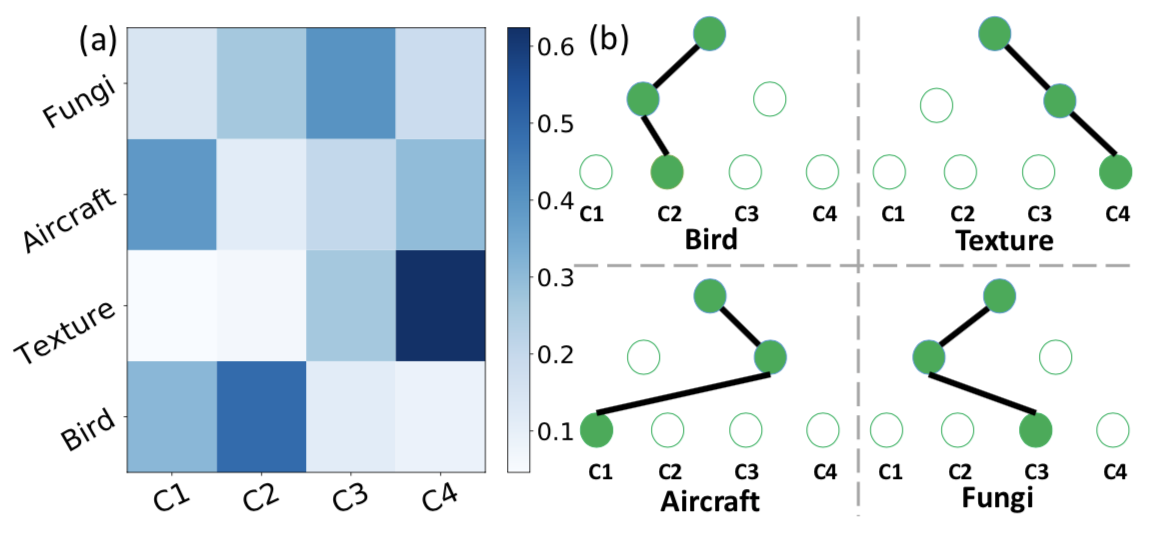 (a)
Fungi
Aircraft
Texture
Bird
C1 C2 C3 C4
0.6
0.5
0.4
0.3
0.2
0.1
(b)
C1 C2 C3 C4
Bird
C1 C2 C3 C4
Texture
C1 C2 C3 C4
Aircraft
C1 C2 C3 C4
Fungi